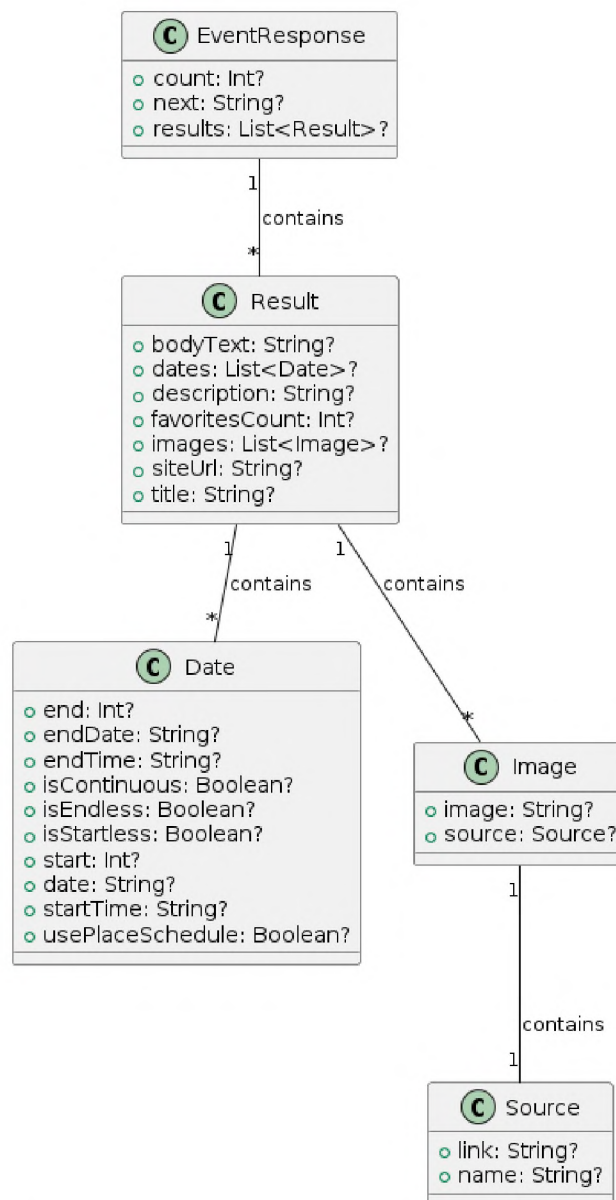 C EventResponse
count: Int?
next: String?
results: List<Result>?
1
contains
*
C Result
bodyText: String?
dates: List<Date>?
description: String?
favoritesCount: Int?
images: List<Image>?
siteUrl: String?
title: String?
1
contains
*
1
contains
*
C Date
end: Int?
endDate: String?
endTime: String?
isContinuous: Boolean?
isEndless: Boolean?
isStartless: Boolean?
start: Int?
date: String?
startTime: String?
usePlaceSchedule: Boolean?
C Image
image: String?
source: Source?
1
contains
1
C Source
link: String?
name: String?